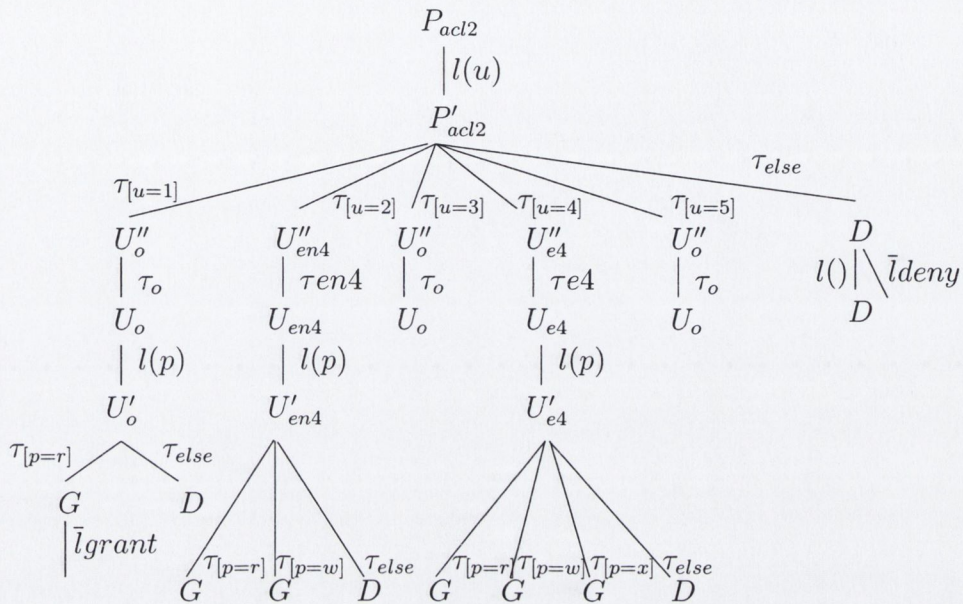 P_{acl2}
l(u)
P'_{acl2}
τ_{else}
τ_{[u=1]} τ_{[u=2]} τ_{[u=3]} τ_{[u=4]} τ_{[u=5]}
U''_o U''_{en4} U''_o U''_{e4} U''_o D
τ_o τen4 τ_o τe4 τ_o l() l̄deny
U_o U_{en4} U_o U_{e4} U_o D
l(p) l(p) l(p)
U'_o U'_{en4} U'_{e4}
τ_{[p=r]} τ_{else}
G D
l̄grant
τ_{[p=r]} τ_{[p=w]} τ_{else} τ_{[p=r]} τ_{[p=w]} τ_{[p=x]} τ_{else}
G G D G G G D